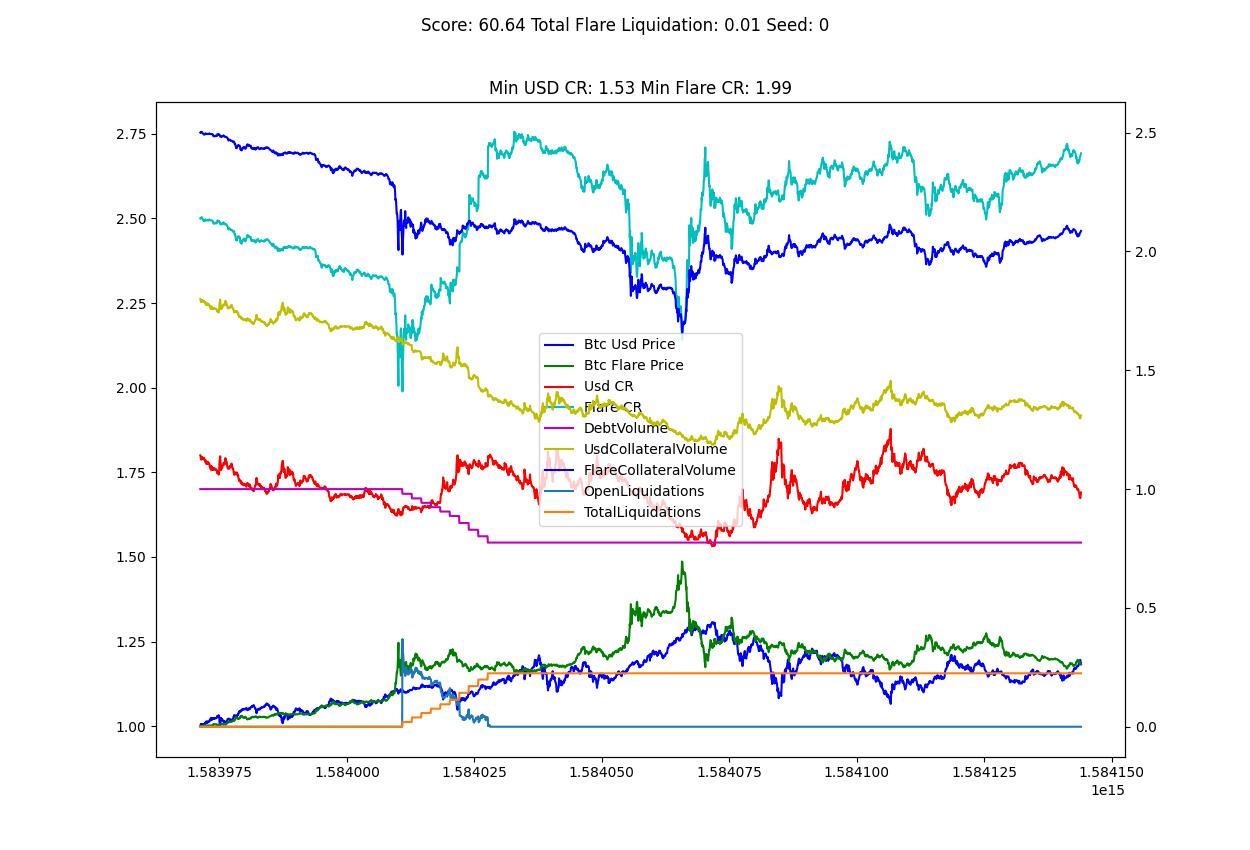 Score: 60.64 Total Flare Liquidation: 0.01 Seed: 0
Min USD CR: 1.53 Min Flare CR: 1.99
2.75
2.50
2.25
2.00
1.75
1.50
1.25
1.00
2.5
2.0
1.5
1.0
0.5
0.0
Btc Usd Price
Btc Flare Price
Usd CR
Flare CR
DebtVolume
UsdCollateralVolume
FlareCollateralVolume
OpenLiquidations
TotalLiquidations
1.583975 1.584000 1.584025 1.584050 1.584075 1.584100 1.584125 1.584150
1e15